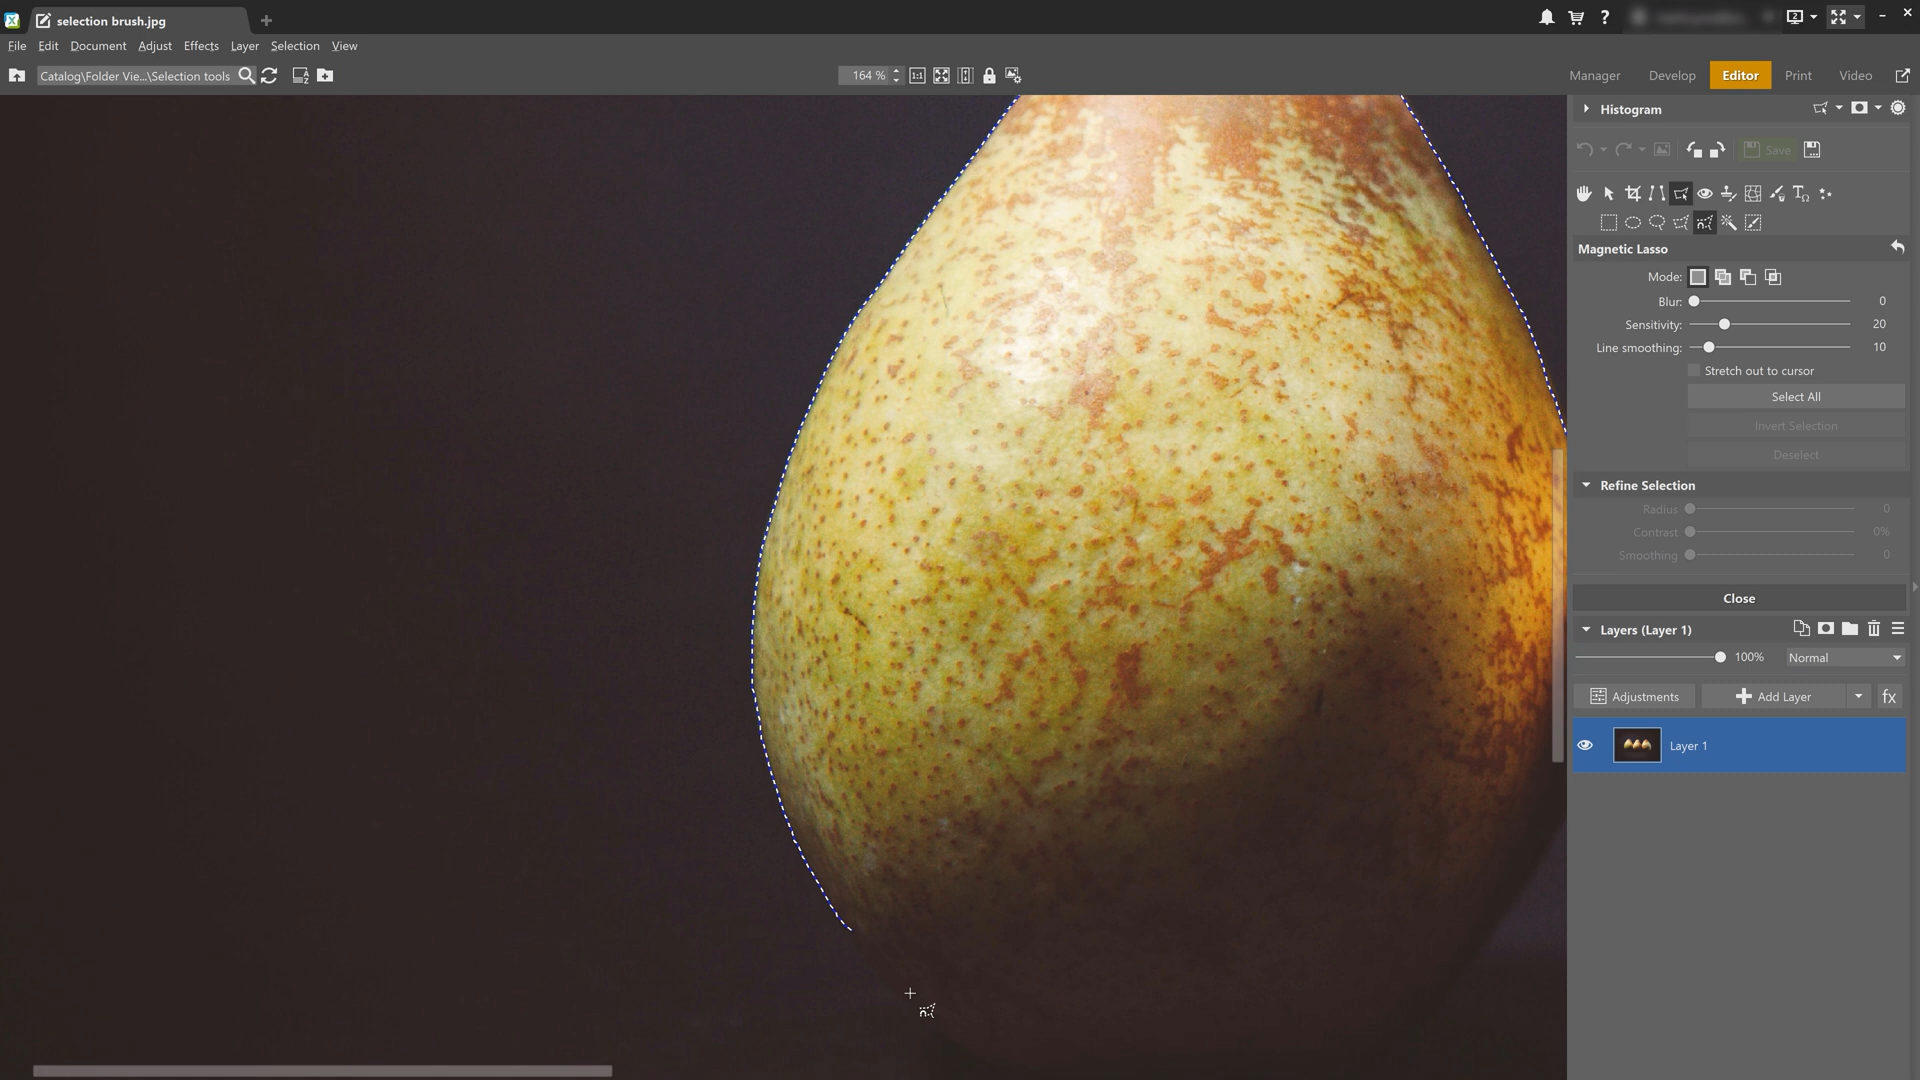 selection brush.jpg
File Edit Document Adjust Effects Layer Selection View
Catalog\Folder Vie...\Selection tools
164 %
1:1
Manager Develop Editor Print Video
Histogram
Save
Magnetic Lasso
Mode:
Blur: 0
Sensitivity: 20
Line smoothing: 10
Stretch out to cursor
Select All
Invert Selection
Deselect
Refine Selection
Radius 0
Contrast 0%
Smoothing 0
Close
Layers (Layer 1)
100% Normal
Adjustments Add Layer fx
Layer 1